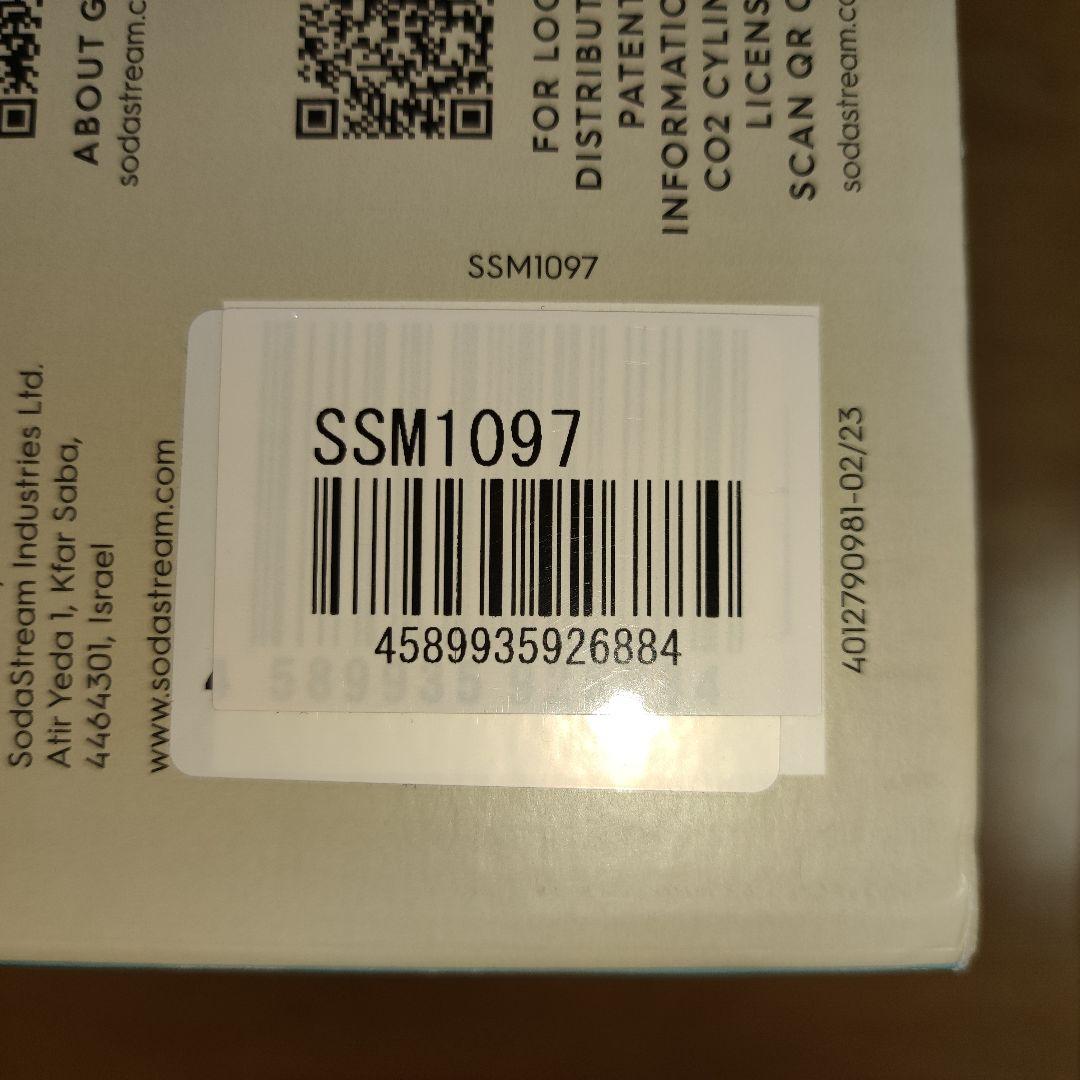 ABOUT G
sodastream.c
FOR LOC
DISTRIBUT
PATENT
INFORMATIO
CO2 CYLIN
LICENS
SCAN QR C
sodastream.co
SSM1097
SodaStream Industries Ltd.
Atir Yeda 1, Kfar Saba,
4464301, Israel
www.sodastream.com
SSM1097
4589935926884
4012790981-02/23